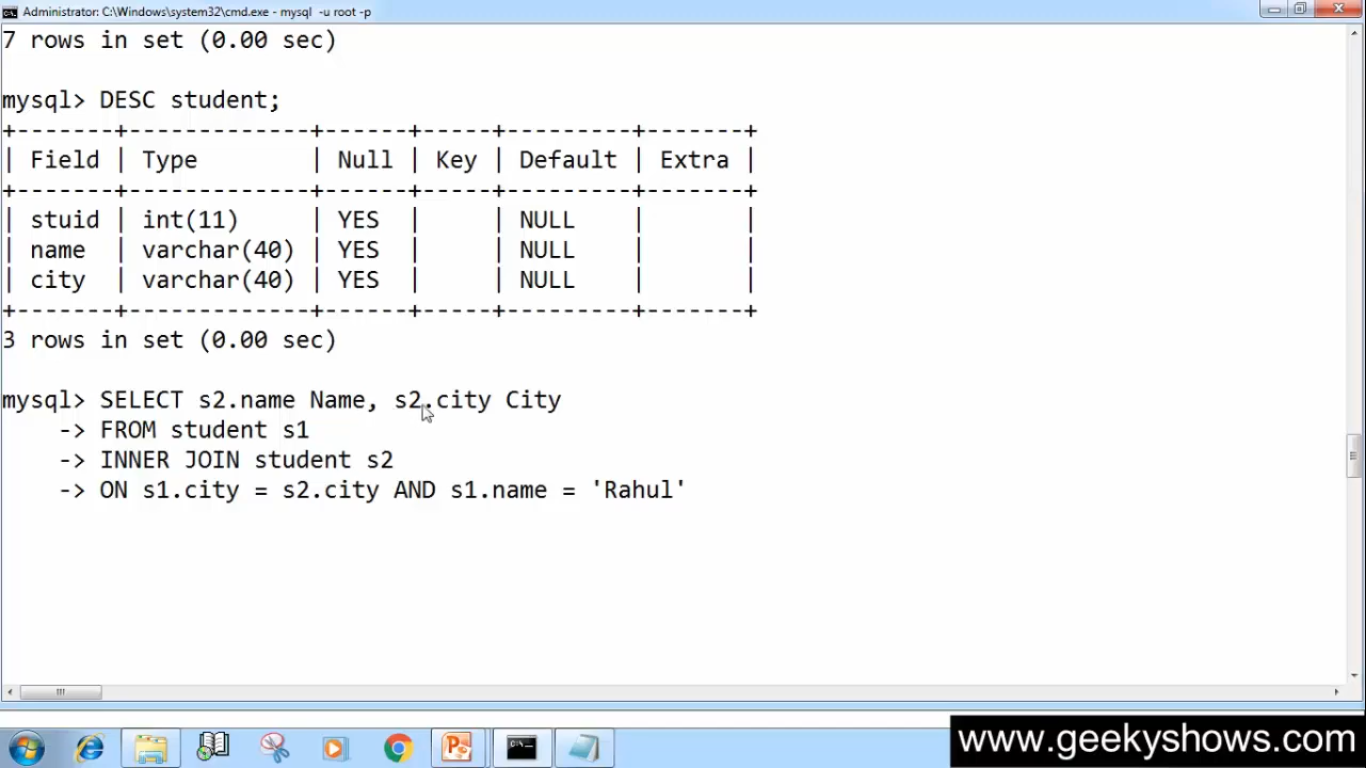 Administrator: C:\Windows\system32\cmd.exe - mysql -u root -p
7 rows in set (0.00 sec)
mysql> DESC student;
+-------+-------------+------+-----+---------+-------+
| Field | Type        | Null | Key | Default | Extra |
+-------+-------------+------+-----+---------+-------+
| stuid | int(11)     | YES  |     | NULL    |       |
| name  | varchar(40) | YES  |     | NULL    |       |
| city  | varchar(40) | YES  |     | NULL    |       |
+-------+-------------+------+-----+---------+-------+
3 rows in set (0.00 sec)
mysql> SELECT s2.name Name, s2.city City
    -> FROM student s1
    -> INNER JOIN student s2
    -> ON s1.city = s2.city AND s1.name = 'Rahul'
www.geekyshows.com